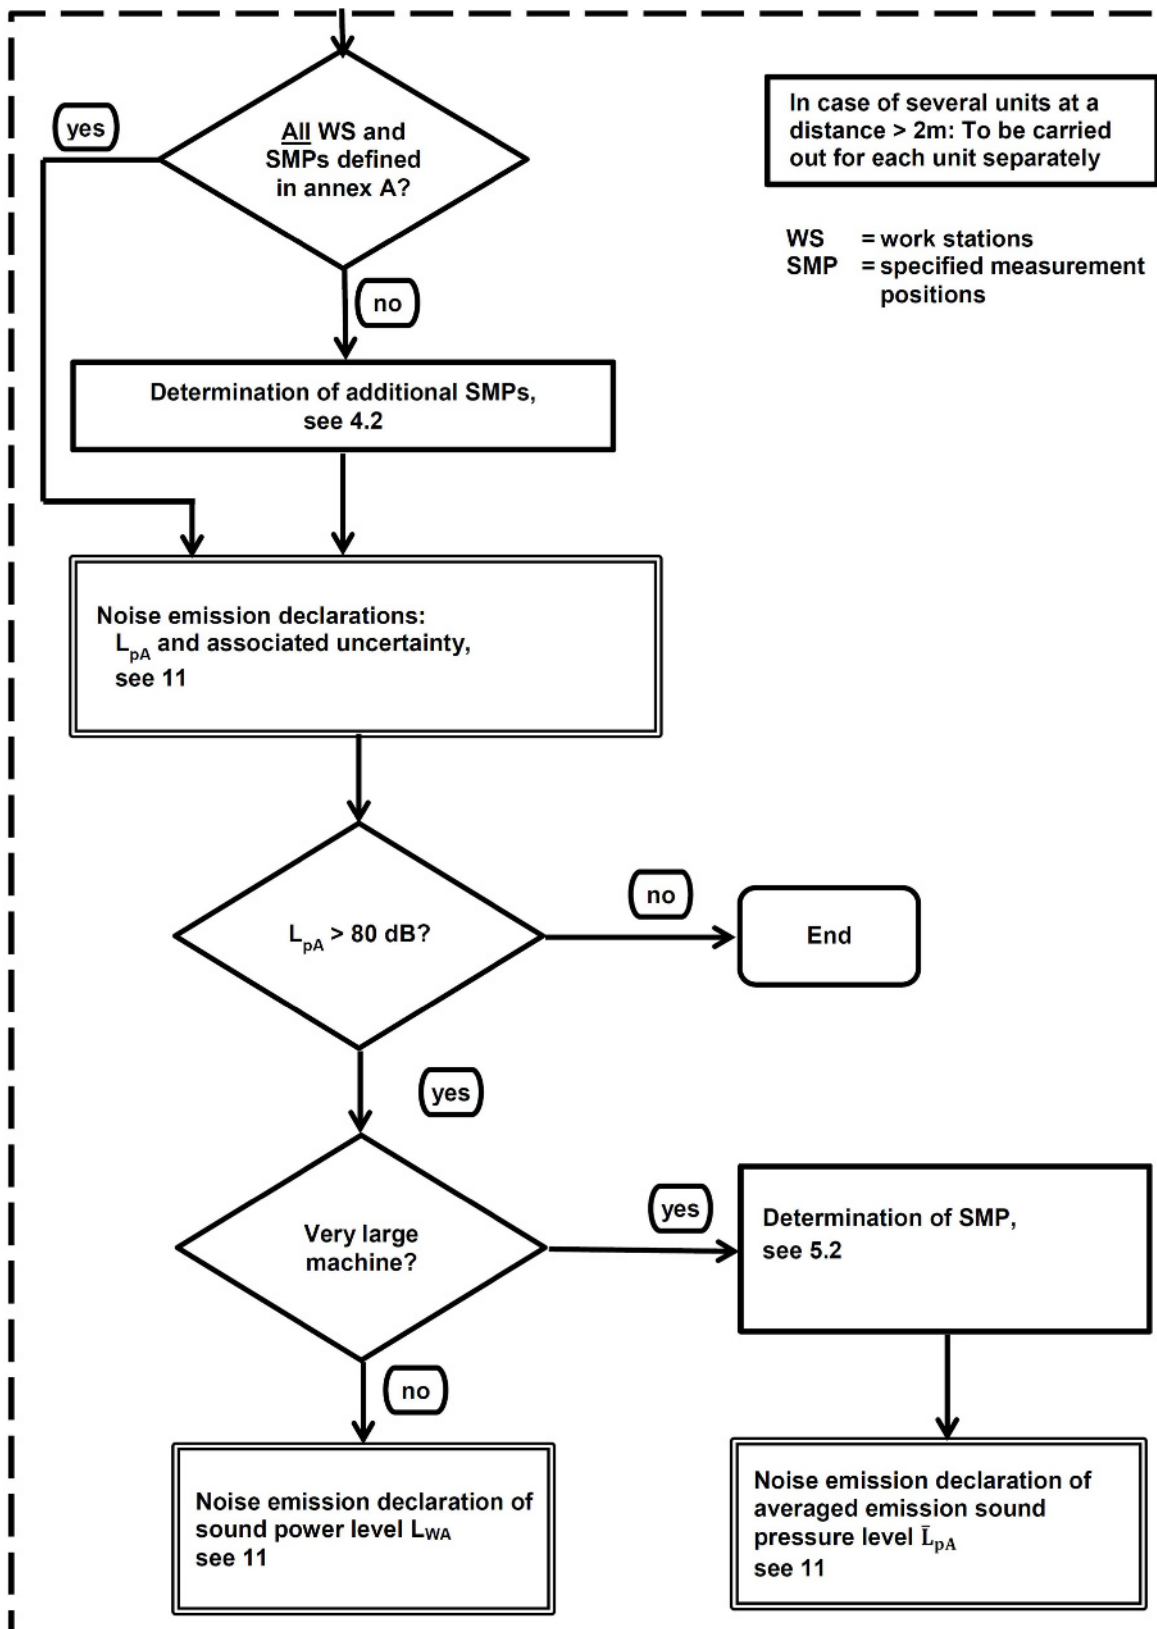 yes
All WS and
SMPs defined
in annex A?
In case of several units at a
distance > 2m: To be carried
out for each unit separately
WS = work stations
SMP = specified measurement
positions
no
Determination of additional SMPs,
see 4.2
Noise emission declarations:
LpA and associated uncertainty,
see 11
no
LpA > 80 dB?
End
yes
yes
Very large
machine?
Determination of SMP,
see 5.2
no
Noise emission declaration of
sound power level LWA
see 11
Noise emission declaration of
averaged emission sound
pressure level L̄pA
see 11